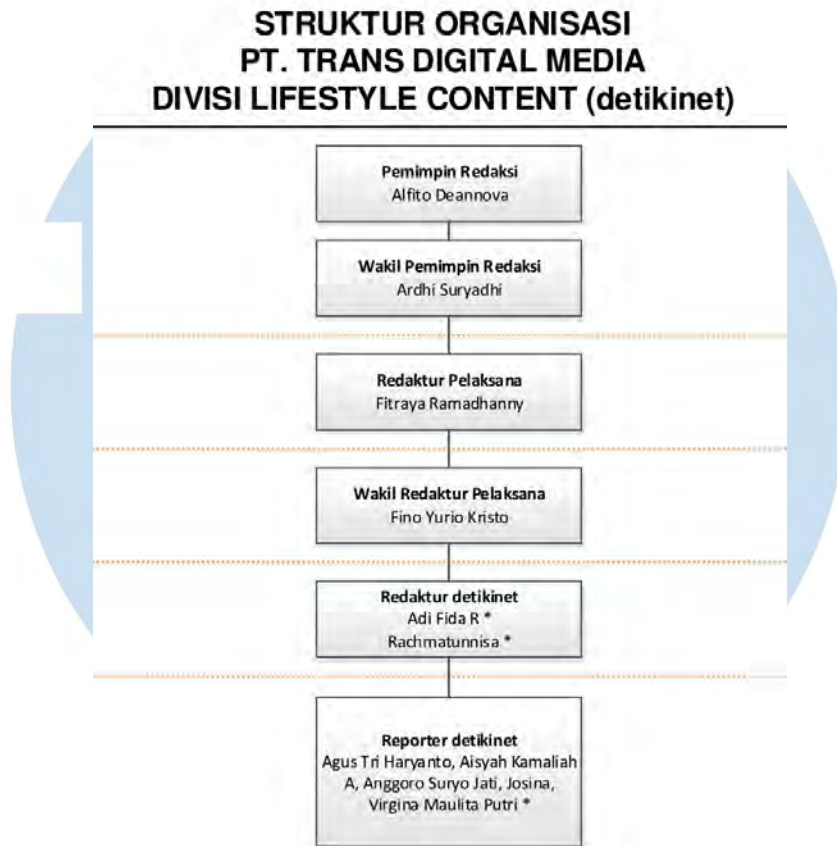 STRUKTUR ORGANISASI
PT. TRANS DIGITAL MEDIA
DIVISI LIFESTYLE CONTENT (detikinet)
Pemimpin Redaksi
Alfito Deannova
Wakil Pemimpin Redaksi
Ardhi Suryadhi
Redaktur Pelaksana
Fitraya Ramadhanny
Wakil Redaktur Pelaksana
Fino Yurio Kristo
Redaktur detikinet
Adi Fida R *
Rachmatunnisa *
Reporter detikinet
Agus Tri Haryanto, Aisyah Kamaliah
A, Anggoro Suryo Jati, Josina,
Virgina Maulita Putri *